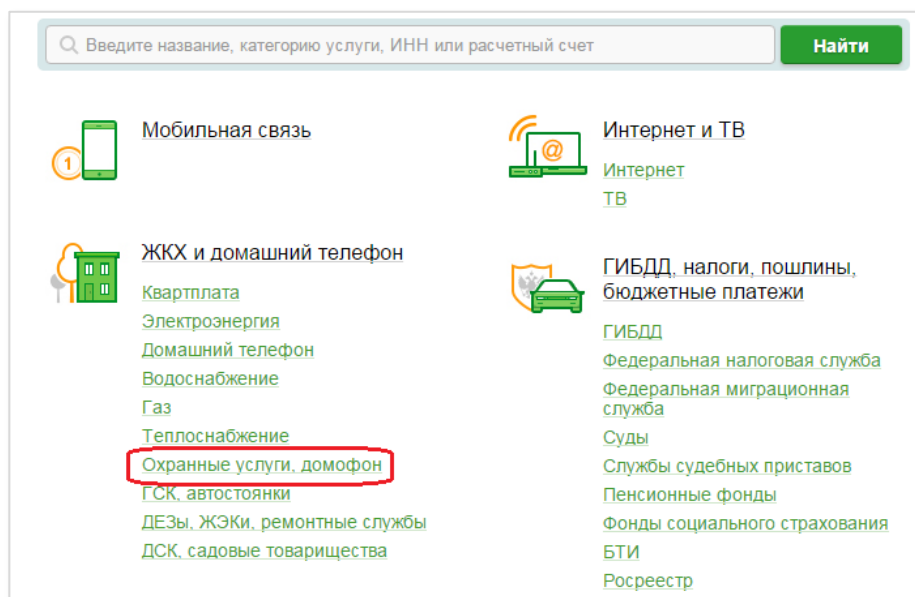 Введите название, категорию услуги, ИНН или расчетный счет
Найти
Мобильная связь
1
Интернет и ТВ
@
Интернет
ТВ
ЖКХ и домашний телефон
Квартплата
Электроэнергия
Домашний телефон
Водоснабжение
Газ
Теплоснабжение
Охранные услуги, домофон
ГСК, автостоянки
ДЕЗы, ЖЭКи, ремонтные службы
ДСК, садовые товарищества
ГИБДД, налоги, пошлины,
бюджетные платежи
ГИБДД
Федеральная налоговая служба
Федеральная миграционная
служба
Суды
Службы судебных приставов
Пенсионные фонды
Фонды социального страхования
БТИ
Росреестр